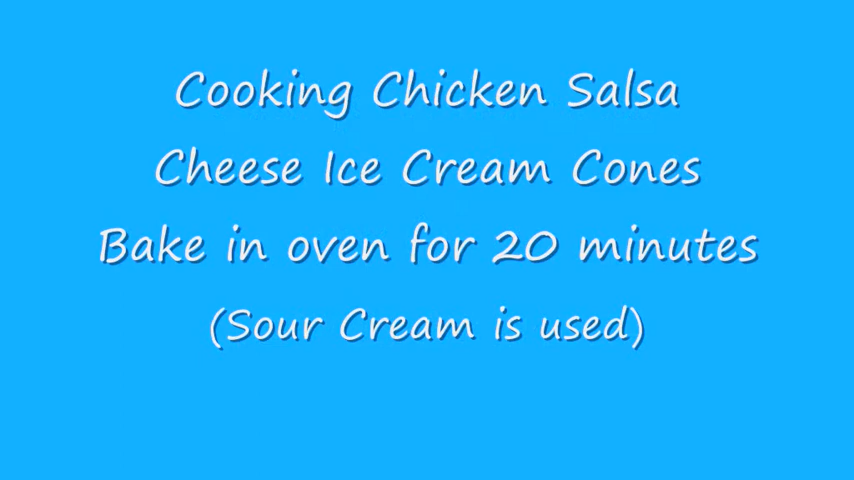 Cooking Chicken Salsa
Cheese Ice Cream Cones
Bake in oven for 20 minutes
(Sour Cream is used)